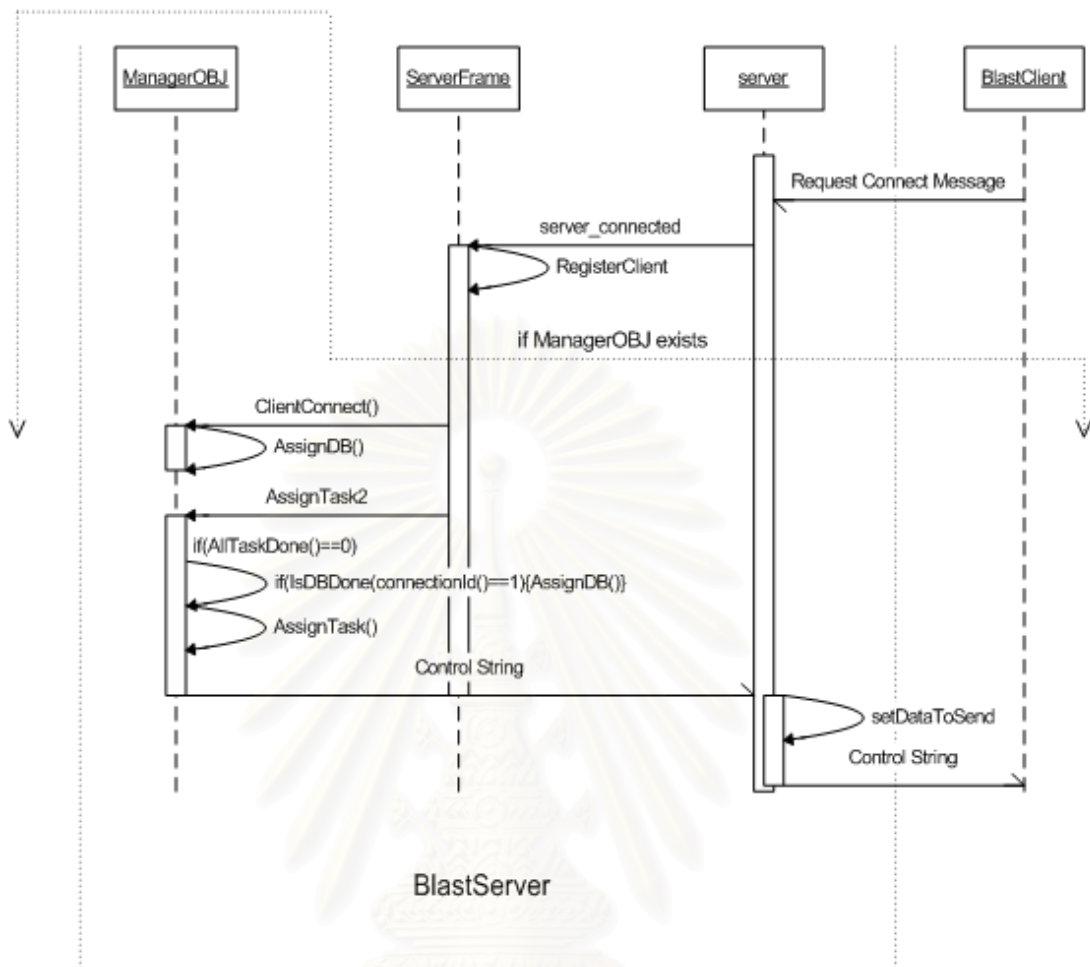 ManagerOBJ
ServerFrame
server
BlastClient
Request Connect Message
server_connected
RegisterClient
if ManagerOBJ exists
ClientConnect()
AssignDB()
AssignTask2
if(AllTaskDone()==0)
if(IsDBDone(connectionId()==1){AssignDB()}
AssignTask()
Control String
setDataToSend
Control String
BlastServer